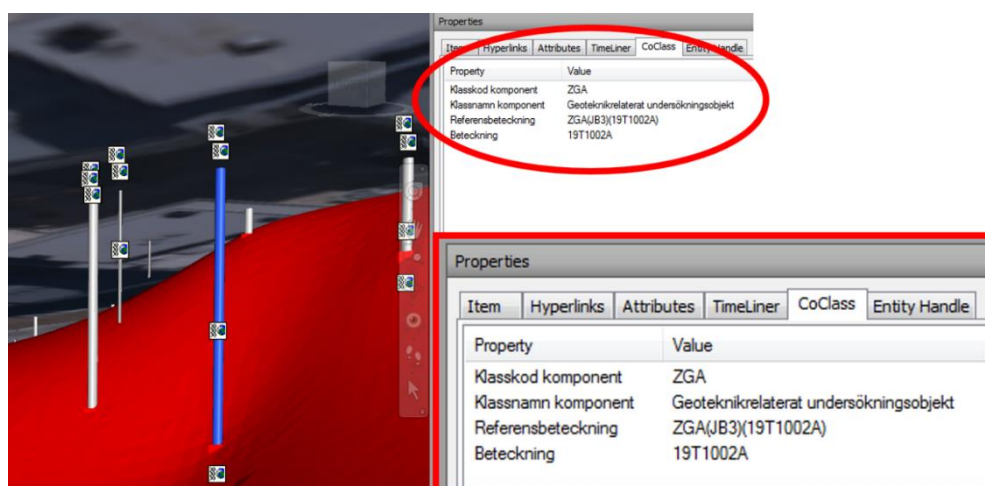 Properties
Item Hyperlinks Attributes TimeLiner CoClass Entity Handle
Property Value
Klasskod komponent ZGA
Klassnamn komponent Geoteknikrelaterat undersökningsobjekt
Referensbeteckning ZGA(JB3)(19T1002A)
Beteckning 19T1002A
Properties
Item Hyperlinks Attributes TimeLiner CoClass Entity Handle
Property Value
Klasskod komponent ZGA
Klassnamn komponent Geoteknikrelaterat undersökningsobjekt
Referensbeteckning ZGA(JB3)(19T1002A)
Beteckning 19T1002A